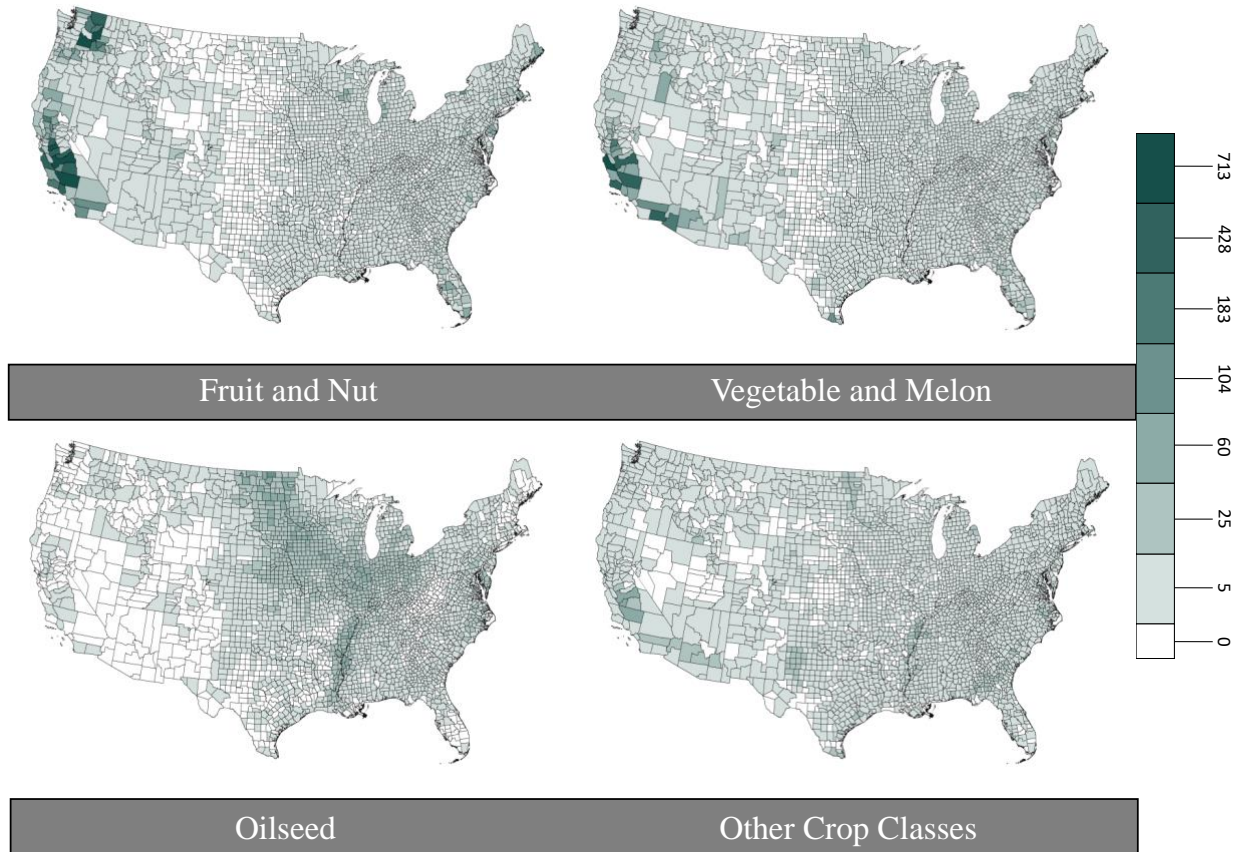 Fruit and Nut
Vegetable and Melon
Oilseed
Other Crop Classes
713
428
183
104
60
25
5
0